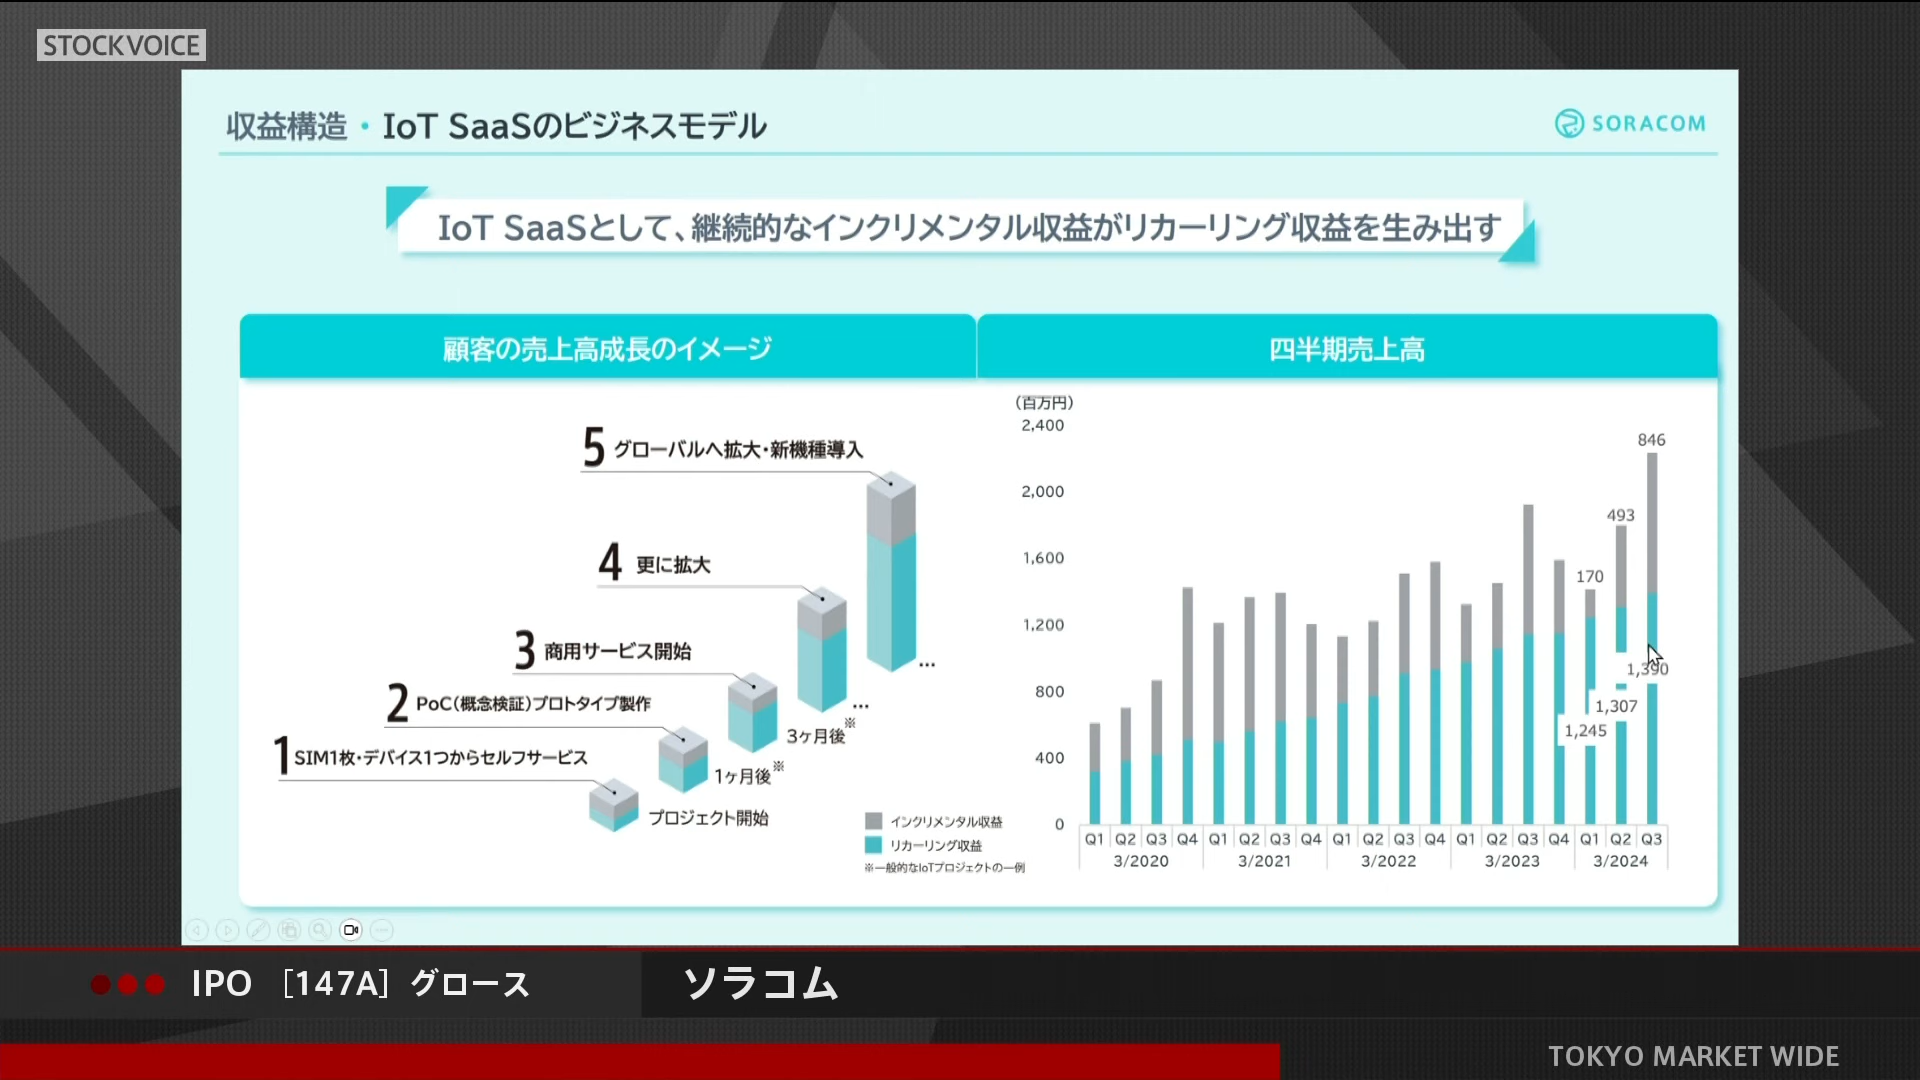 STOCKVOICE
収益構造・IoT SaaSのビジネスモデル
SORACOM
IoT SaaSとして、継続的なインクリメンタル収益がリカーリング収益を生み出す
顧客の売上高成長のイメージ
5 グローバルへ拡大・新機種導入
4 更に拡大
...
3 商用サービス開始
...
2 PoC(概念検証)プロトタイプ製作
3ヶ月後※
1 SIM1枚・デバイス1つからセルフサービス
1ヶ月後※
プロジェクト開始
インクリメンタル収益
リカーリング収益
※一般的なIoTプロジェクトの一例
四半期売上高
(百万円)
2,400
2,000
1,600
1,200
800
400
0
846
493
170
1,390
1,307
1,245
Q1 Q2 Q3 Q4 Q1 Q2 Q3 Q4 Q1 Q2 Q3 Q4 Q1 Q2 Q3 Q4 Q1 Q2 Q3
3/2020 3/2021 3/2022 3/2023 3/2024
IPO [147A] グロース
ソラコム
TOKYO MARKET WIDE